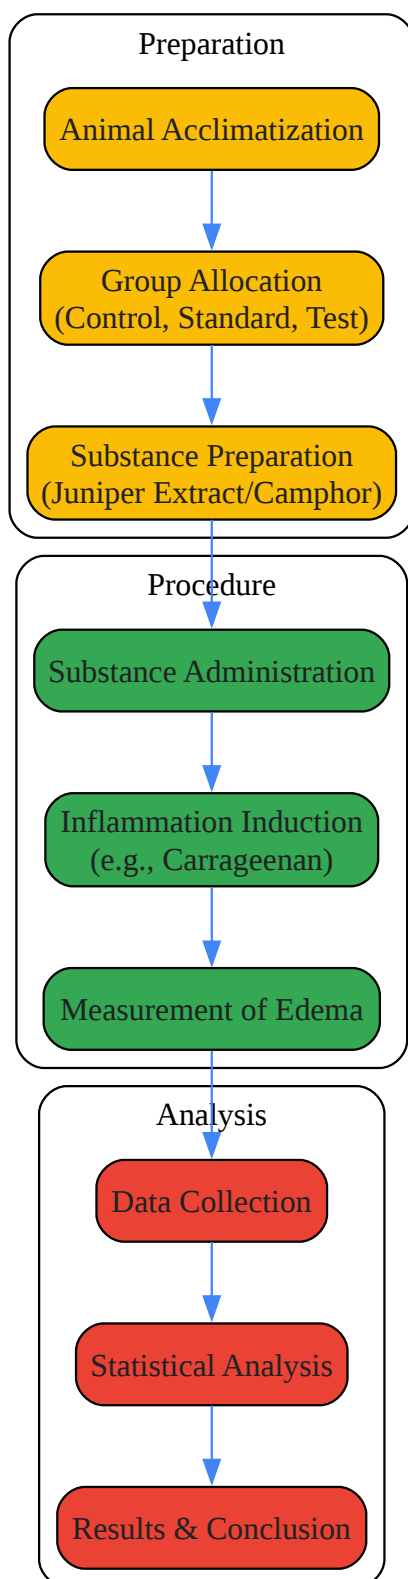 Preparation
Animal Acclimatization
Group Allocation
(Control, Standard, Test)
Substance Preparation
(Juniper Extract/Camphor)
Procedure
Substance Administration
Inflammation Induction
(e.g., Carrageenan)
Measurement of Edema
Analysis
Data Collection
Statistical Analysis
Results & Conclusion